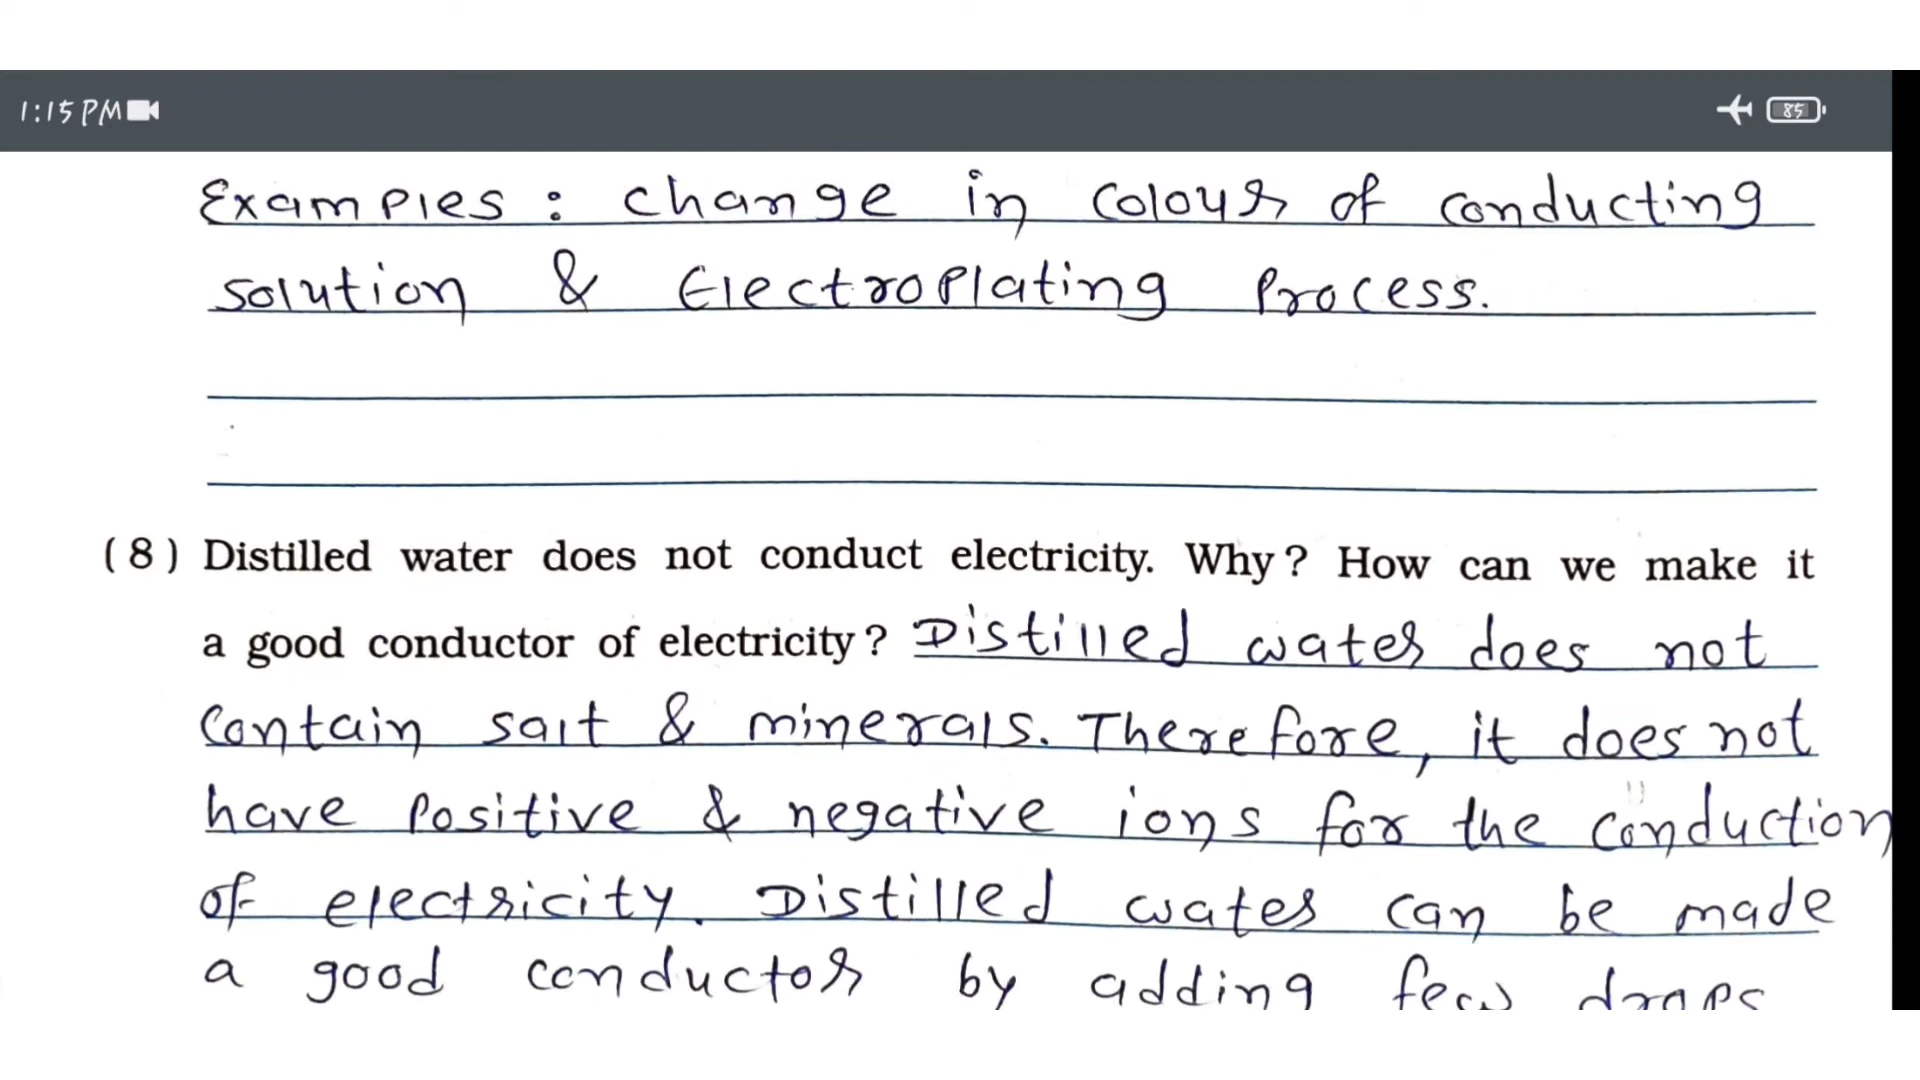 1:15 PM
85
Examples : change in colour of conducting
solution & Electroplating Process.
(8) Distilled water does not conduct electricity. Why? How can we make it
a good conductor of electricity? Distilled water does not
contain salt & minerals. Therefore, it does not
have Positive & negative ions for the conduction
of electricity. Distilled water can be made
a good conductor by adding few drops